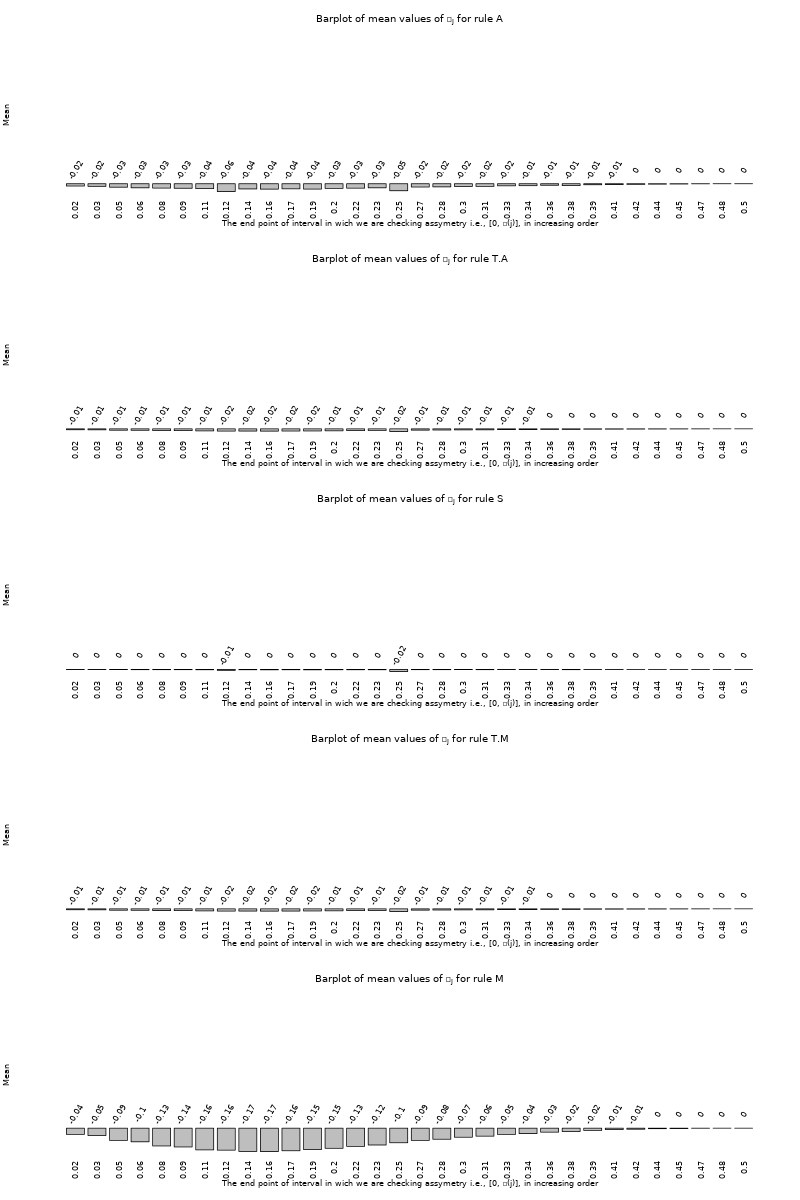 Barplot of mean values of □j for rule A
Mean
-0.02 -0.02 -0.03 -0.03 -0.03 -0.03 -0.04 -0.06 -0.04 -0.04 -0.04 -0.04 -0.03 -0.03 -0.03 -0.05 -0.02 -0.02 -0.02 -0.02 -0.02 -0.01 -0.01 -0.01 -0.01 -0.01 0 0 0 0 0 0
0.02 0.03 0.05 0.06 0.08 0.09 0.11 0.12 0.14 0.16 0.17 0.19 0.2 0.22 0.23 0.25 0.27 0.28 0.3 0.31 0.33 0.34 0.36 0.38 0.39 0.41 0.42 0.44 0.45 0.47 0.48 0.5
The end point of interval in wich we are checking assymetry i.e., [0, □(j)], in increasing order
Barplot of mean values of □j for rule T.A
Mean
-0.01 -0.01 -0.01 -0.01 -0.01 -0.01 -0.01 -0.02 -0.02 -0.02 -0.02 -0.02 -0.01 -0.01 -0.01 -0.02 -0.01 -0.01 -0.01 -0.01 -0.01 -0.01 0 0 0 0 0 0 0 0 0 0
0.02 0.03 0.05 0.06 0.08 0.09 0.11 0.12 0.14 0.16 0.17 0.19 0.2 0.22 0.23 0.25 0.27 0.28 0.3 0.31 0.33 0.34 0.36 0.38 0.39 0.41 0.42 0.44 0.45 0.47 0.48 0.5
The end point of interval in wich we are checking assymetry i.e., [0, □(j)], in increasing order
Barplot of mean values of □j for rule S
Mean
0 0 0 0 0 0 0 -0.01 0 0 0 0 0 0 0 -0.02 0 0 0 0 0 0 0 0 0 0 0 0 0 0 0 0
0.02 0.03 0.05 0.06 0.08 0.09 0.11 0.12 0.14 0.16 0.17 0.19 0.2 0.22 0.23 0.25 0.27 0.28 0.3 0.31 0.33 0.34 0.36 0.38 0.39 0.41 0.42 0.44 0.45 0.47 0.48 0.5
The end point of interval in wich we are checking assymetry i.e., [0, □(j)], in increasing order
Barplot of mean values of □j for rule T.M
Mean
-0.01 -0.01 -0.01 -0.01 -0.01 -0.01 -0.01 -0.02 -0.02 -0.02 -0.02 -0.02 -0.01 -0.01 -0.01 -0.02 -0.01 -0.01 -0.01 -0.01 -0.01 -0.01 0 0 0 0 0 0 0 0 0 0
0.02 0.03 0.05 0.06 0.08 0.09 0.11 0.12 0.14 0.16 0.17 0.19 0.2 0.22 0.23 0.25 0.27 0.28 0.3 0.31 0.33 0.34 0.36 0.38 0.39 0.41 0.42 0.44 0.45 0.47 0.48 0.5
The end point of interval in wich we are checking assymetry i.e., [0, □(j)], in increasing order
Barplot of mean values of □j for rule M
Mean
-0.04 -0.05 -0.09 -0.1 -0.13 -0.14 -0.16 -0.16 -0.17 -0.17 -0.16 -0.15 -0.15 -0.13 -0.12 -0.1 -0.09 -0.08 -0.07 -0.06 -0.05 -0.04 -0.03 -0.02 -0.02 -0.01 -0.01 0 0 0 0 0
0.02 0.03 0.05 0.06 0.08 0.09 0.11 0.12 0.14 0.16 0.17 0.19 0.2 0.22 0.23 0.25 0.27 0.28 0.3 0.31 0.33 0.34 0.36 0.38 0.39 0.41 0.42 0.44 0.45 0.47 0.48 0.5
The end point of interval in wich we are checking assymetry i.e., [0, □(j)], in increasing order